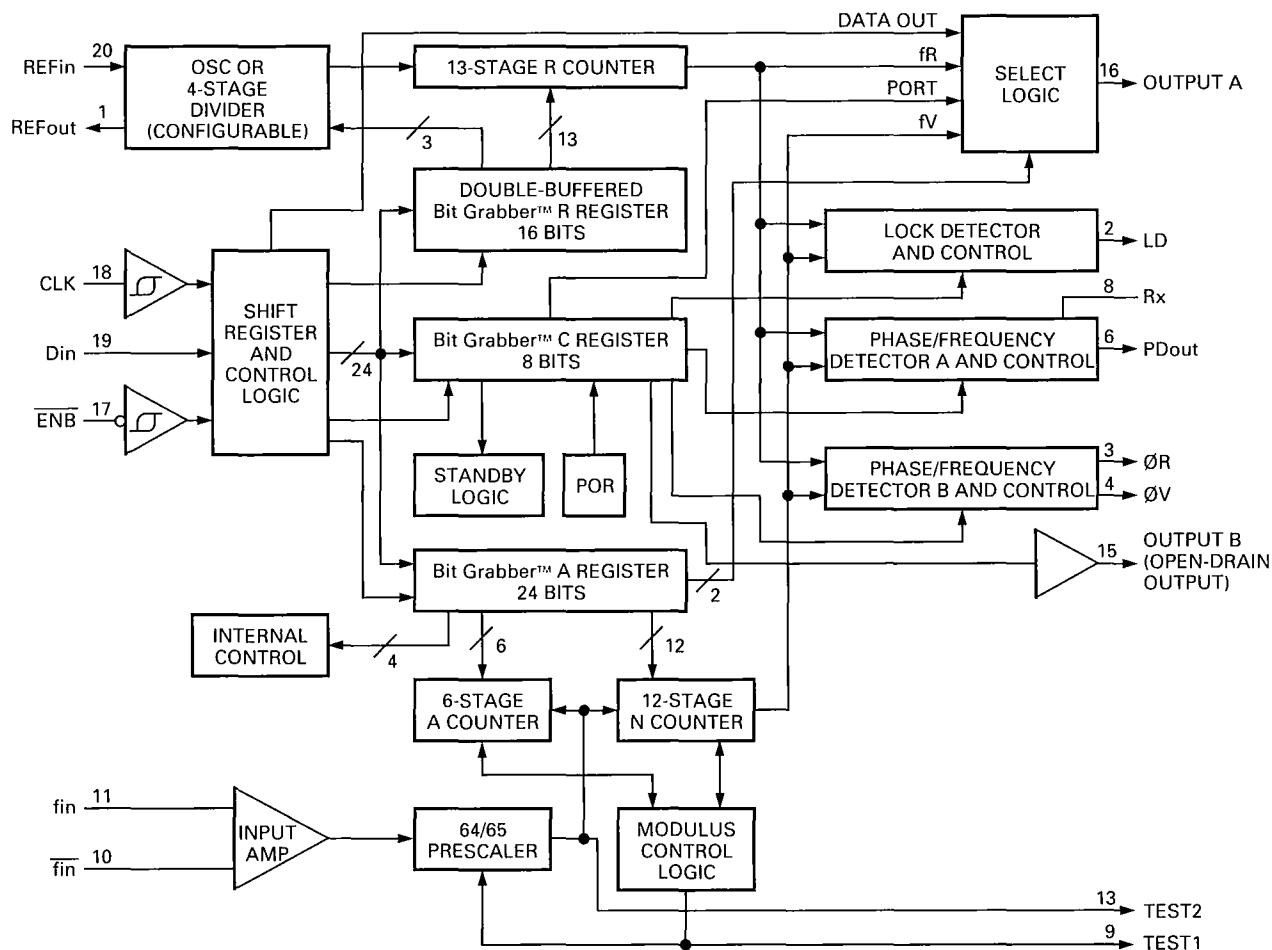 DATA OUT
20
REFin
OSC OR
4-STAGE
DIVIDER
(CONFIGURABLE)
1
REFout
13-STAGE R COUNTER
fR
PORT
fV
SELECT
LOGIC
16
OUTPUT A
3
13
DOUBLE-BUFFERED
Bit Grabber™ R REGISTER
16 BITS
LOCK DETECTOR
AND CONTROL
2
LD
CLK
18
8
Rx
SHIFT
REGISTER
AND
CONTROL
LOGIC
Din
19
24
Bit Grabber™ C REGISTER
8 BITS
PHASE/FREQUENCY
DETECTOR A AND CONTROL
6
PDout
ENB
17
STANDBY
LOGIC
POR
PHASE/FREQUENCY
DETECTOR B AND CONTROL
3
ØR
4
ØV
15
OUTPUT B
(OPEN-DRAIN
OUTPUT)
Bit Grabber™ A REGISTER
24 BITS
2
INTERNAL
CONTROL
4
6
12
6-STAGE
A COUNTER
12-STAGE
N COUNTER
fin
11
fin
10
INPUT
AMP
64/65
PRESCALER
MODULUS
CONTROL
LOGIC
13
TEST2
9
TEST1